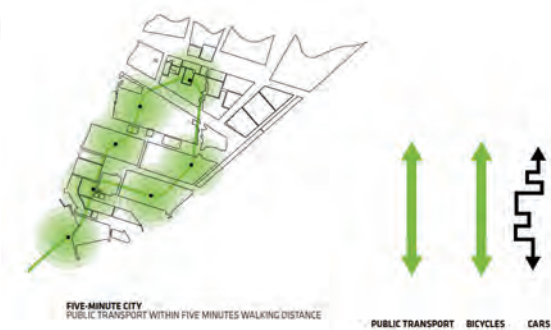 FIVE-MINUTE CITY
PUBLIC TRANSPORT WITHIN FIVE MINUTES WALKING DISTANCE
PUBLIC TRANSPORT BICYCLES CARS